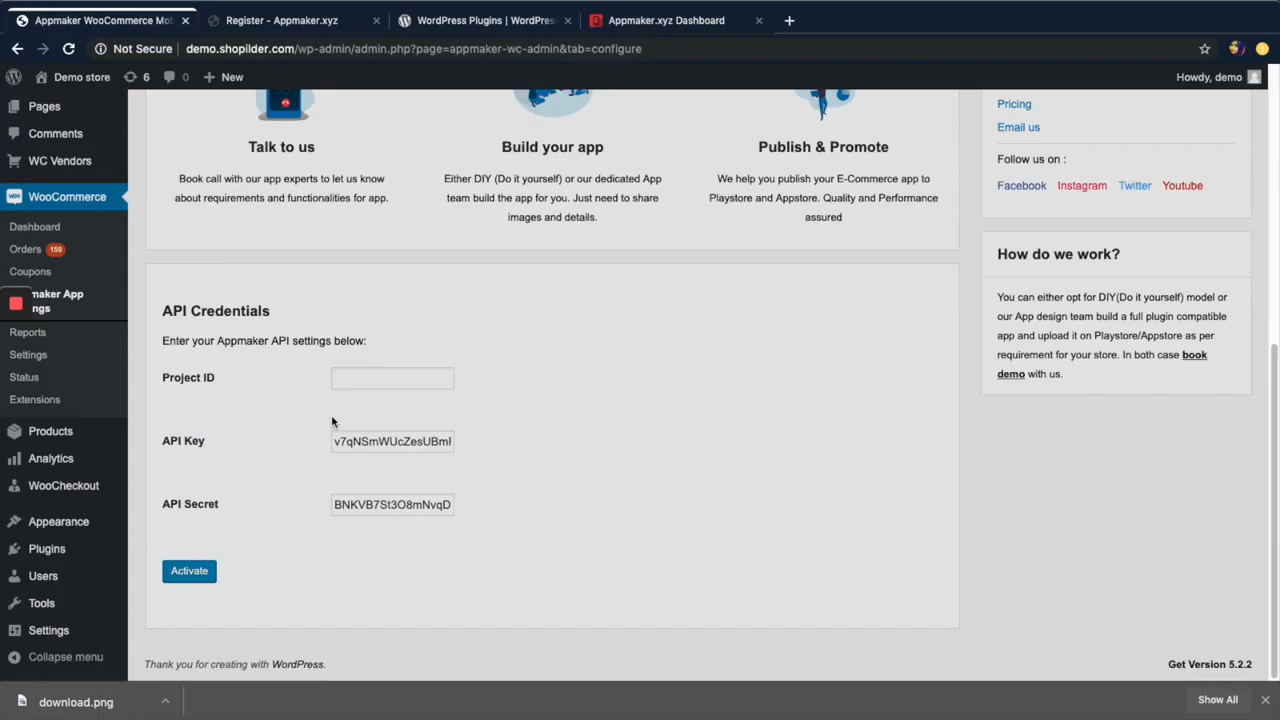 Appmaker WooCommerce Mob
Register - Appmaker.xyz
WordPress Plugins | WordPress
Appmaker.xyz Dashboard
Not Secure
demo.shopilder.com/wp-admin/admin.php?page=appmaker-wc-admin&tab=configure
Demo store
6
0
New
Howdy, demo
Pages
Comments
WC Vendors
WooCommerce
Dashboard
Orders 159
Coupons
maker App
ngs
Reports
Settings
Status
Extensions
Products
Analytics
WooCheckout
Appearance
Plugins
Users
Tools
Settings
Collapse menu
Talk to us
Book call with our app experts to let us know
about requirements and functionalities for app.
Build your app
Either DIY (Do it yourself) or our dedicated App
team build the app for you. Just need to share
images and details.
Publish & Promote
We help you publish your E-Commerce app to
Playstore and Appstore. Quality and Performance
assured
API Credentials
Enter your Appmaker API settings below:
Project ID
API Key
v7qNSmWUcZesUBmF
API Secret
BNKVB7St3O8mNvqD
Activate
Pricing
Email us
Follow us on :
Facebook Instagram Twitter Youtube
How do we work?
You can either opt for DIY(Do it yourself) model or
our App design team build a full plugin compatible
app and upload it on Playstore/Appstore as per
requirement for your store. In both case book
demo with us.
Thank you for creating with WordPress.
Get Version 5.2.2
download.png
Show All